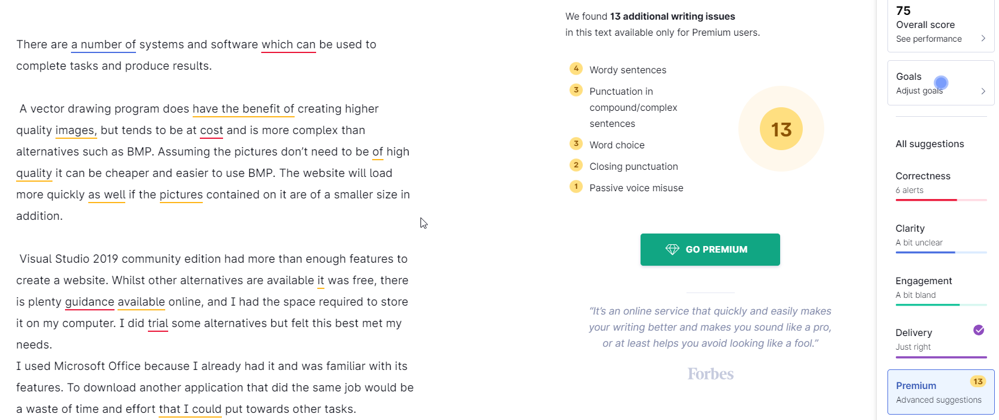 There are a number of systems and software which can be used to
complete tasks and produce results.
A vector drawing program does have the benefit of creating higher
quality images, but tends to be at cost and is more complex than
alternatives such as BMP. Assuming the pictures don’t need to be of high
quality it can be cheaper and easier to use BMP. The website will load
more quickly as well if the pictures contained on it are of a smaller size in
addition.
Visual Studio 2019 community edition had more than enough features to
create a website. Whilst other alternatives are available it was free, there
is plenty guidance available online, and I had the space required to store
it on my computer. I did trial some alternatives but felt this best met my
needs.
I used Microsoft Office because I already had it and was familiar with its
features. To download another application that did the same job would be
a waste of time and effort that I could put towards other tasks.
We found 13 additional writing issues
in this text available only for Premium users.
4 Wordy sentences
3 Punctuation in
compound/complex
sentences
3 Word choice
2 Closing punctuation
1 Passive voice misuse
13
GO PREMIUM
“It’s an online service that quickly and easily makes
your writing better and makes you sound like a pro,
or at least helps you avoid looking like a fool.”
Forbes
75
Overall score
See performance
Goals
Adjust goals
All suggestions
Correctness
6 alerts
Clarity
A bit unclear
Engagement
A bit bland
Delivery
Just right
Premium 13
Advanced suggestions